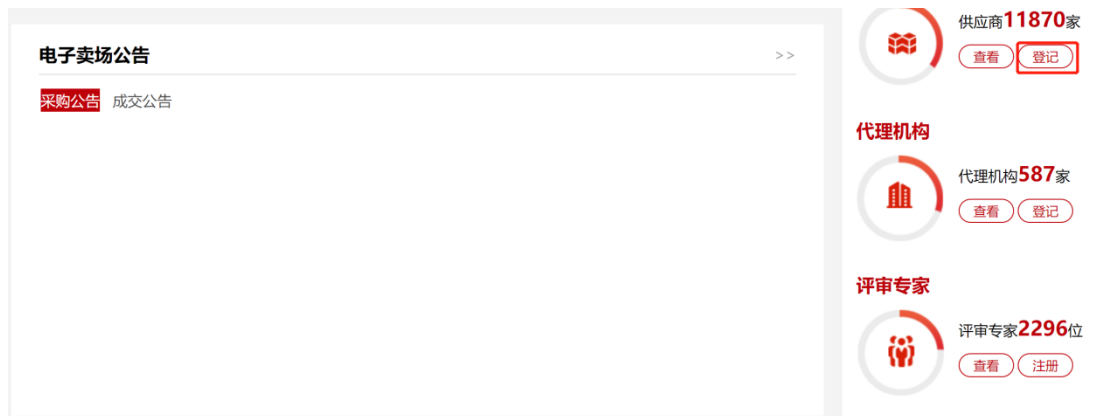 电子卖场公告
>>
采购公告 成交公告
供应商11870家
查看 登记
代理机构
代理机构587家
查看 登记
评审专家
评审专家2296位
查看 注册